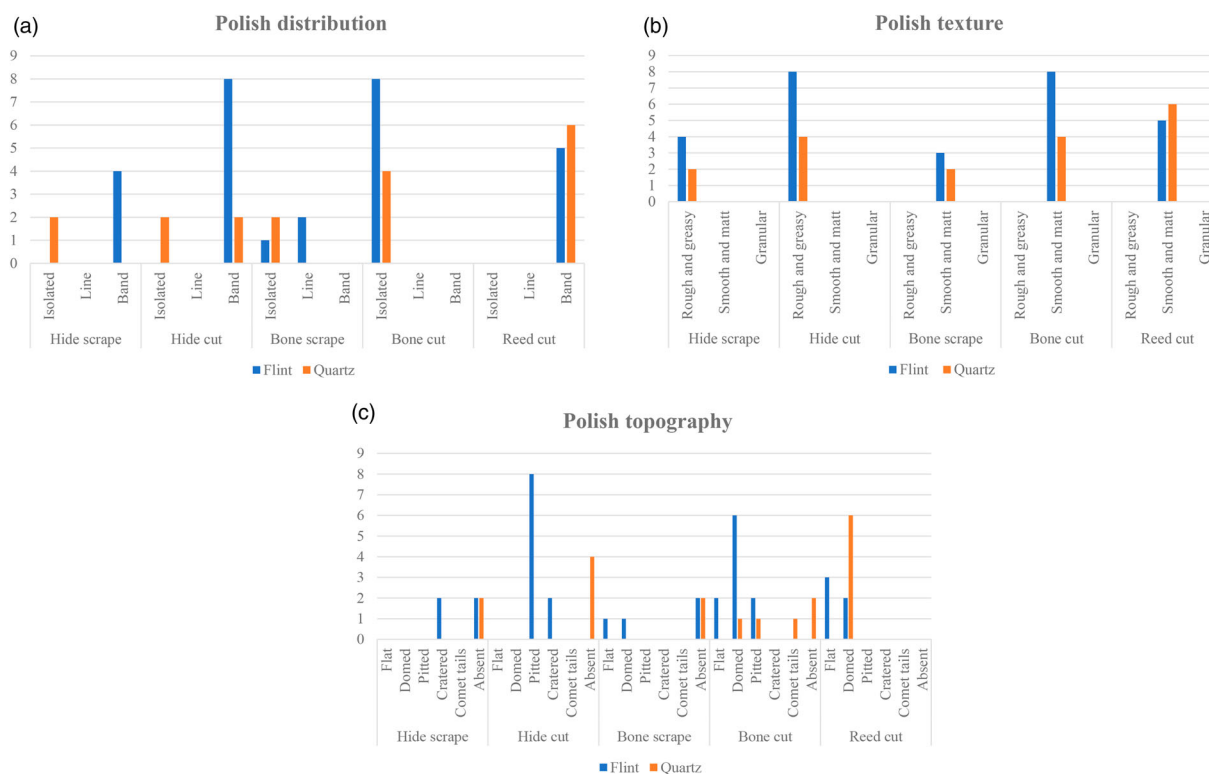 (a)
Polish distribution
9
8
7
6
5
4
3
2
1
0
Isolated Line Band Isolated Line Band Isolated Line Band Isolated Line Band Isolated Line Band
Hide scrape Hide cut Bone scrape Bone cut Reed cut
Flint Quartz
(b)
Polish texture
9
8
7
6
5
4
3
2
1
0
Rough and greasy Smooth and matt Granular Rough and greasy Smooth and matt Granular Rough and greasy Smooth and matt Granular Rough and greasy Smooth and matt Granular Rough and greasy Smooth and matt Granular
Hide scrape Hide cut Bone scrape Bone cut Reed cut
Flint Quartz
(c)
Polish topography
9
8
7
6
5
4
3
2
1
0
Flat Domed Pitted Cratered Comet tails Absent Flat Domed Pitted Cratered Comet tails Absent Flat Domed Pitted Cratered Comet tails Absent Flat Domed Pitted Cratered Comet tails Absent Flat Domed Pitted Cratered Comet tails Absent
Hide scrape Hide cut Bone scrape Bone cut Reed cut
Flint Quartz